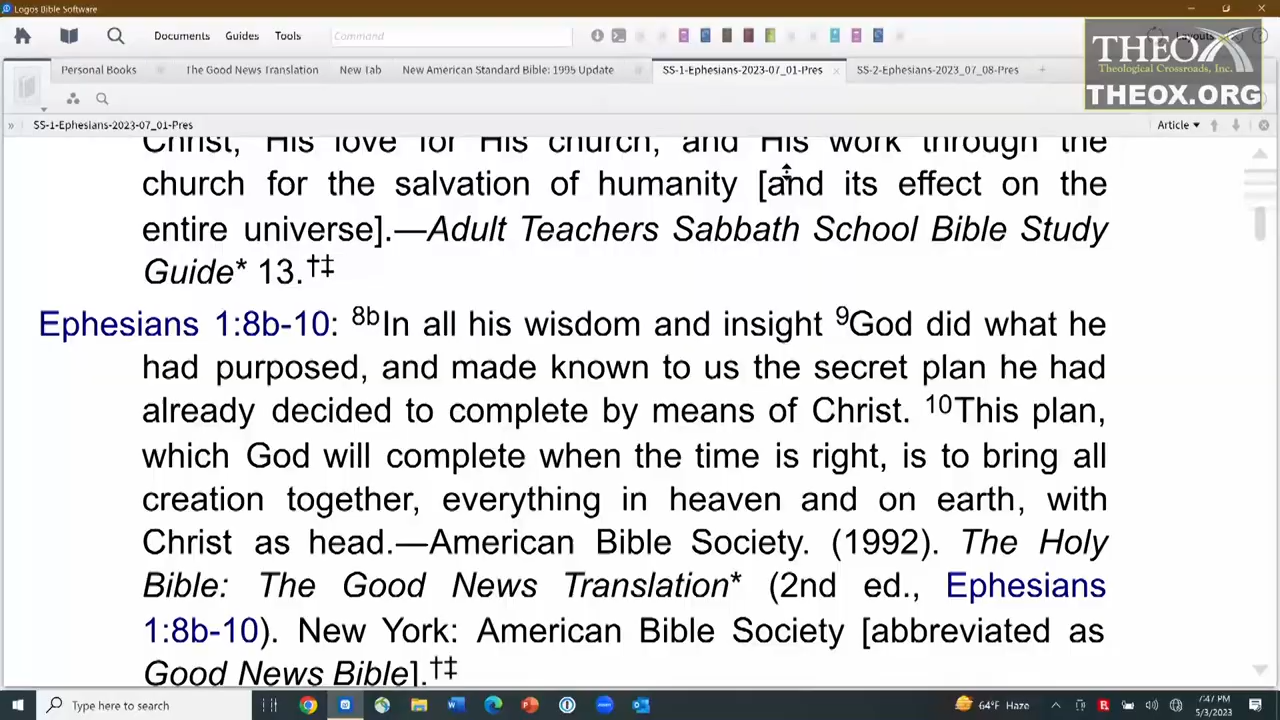 Logos Bible Software
Documents Guides Tools Command Layouts
THEOX
Theological Crossroads, Inc.
THEOX.ORG
Personal Books The Good News Translation New Tab New American Standard Bible: 1995 Update SS-1-Ephesians-2023-07_01-Pres SS-2-Ephesians-2023_07_08-Pres
SS-1-Ephesians-2023-07_01-Pres Article
Christ, His love for His church, and His work through the
church for the salvation of humanity [and its effect on the
entire universe].—Adult Teachers Sabbath School Bible Study
Guide* 13.†‡
Ephesians 1:8b-10: 8bIn all his wisdom and insight 9God did what he
had purposed, and made known to us the secret plan he had
already decided to complete by means of Christ. 10This plan,
which God will complete when the time is right, is to bring all
creation together, everything in heaven and on earth, with
Christ as head.—American Bible Society. (1992). The Holy
Bible: The Good News Translation* (2nd ed., Ephesians
1:8b-10). New York: American Bible Society [abbreviated as
Good News Bible].†‡
Type here to search
64°F Haze
7:47 PM
5/3/2023